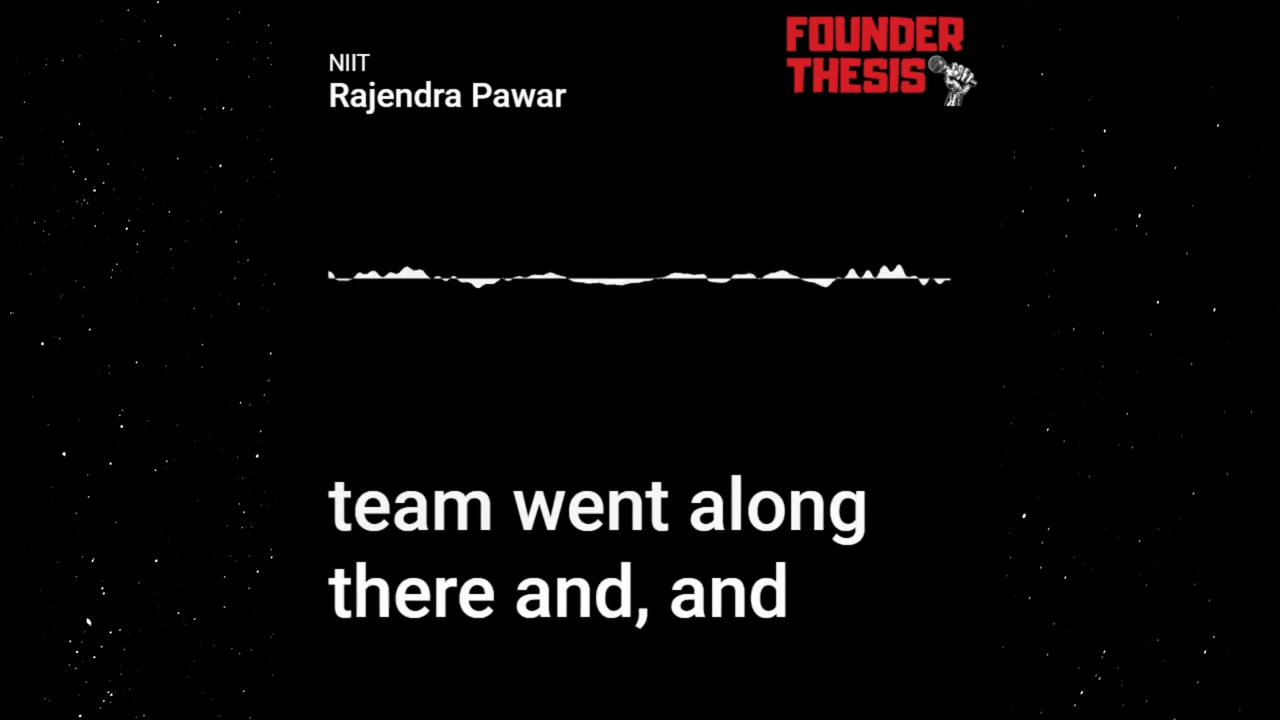 NIIT
Rajendra Pawar
FOUNDER
THESIS
team went along
there and, and